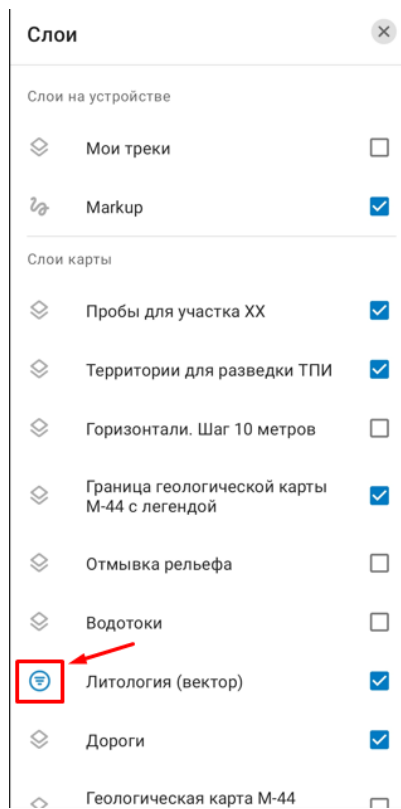 Слои
Слои на устройстве
Мои треки
Markup
Слои карты
Пробы для участка XX
Территории для разведки ТПИ
Горизонтали. Шаг 10 метров
Граница геологической карты
М-44 с легендой
Отмывка рельефа
Водотоки
Литология (вектор)
Дороги
Геологическая карта М-44